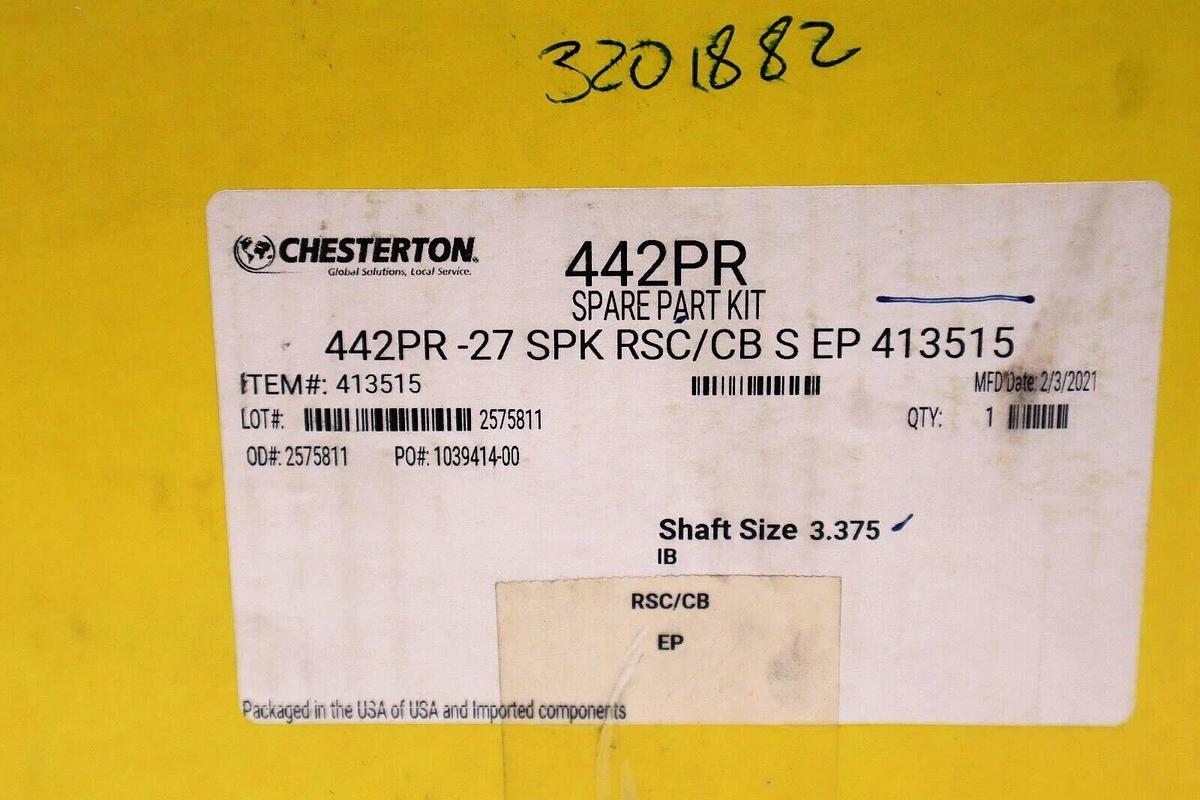 3201882
CHESTERTON.
Global Solutions, Local Service.
442PR
SPARE PART KIT
442PR -27 SPK RSC/CB S EP 413515
ITEM#: 413515
MFD Date: 2/3/2021
LOT#: 2575811
QTY: 1
OD#: 2575811 PO#: 1039414-00
Shaft Size 3.375
IB
RSC/CB
EP
Packaged in the USA of USA and Imported components